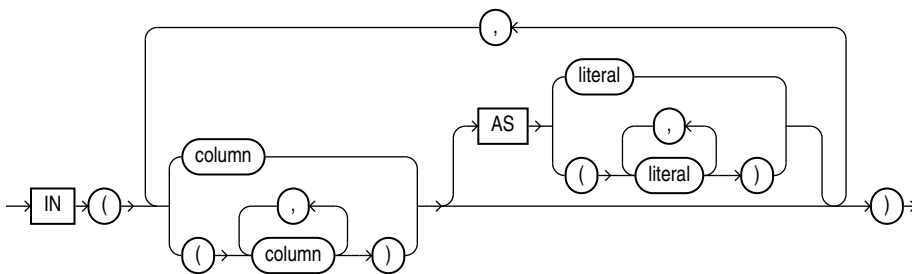 ,
literal
AS
,
( literal )
column
IN ( )
,
( column )